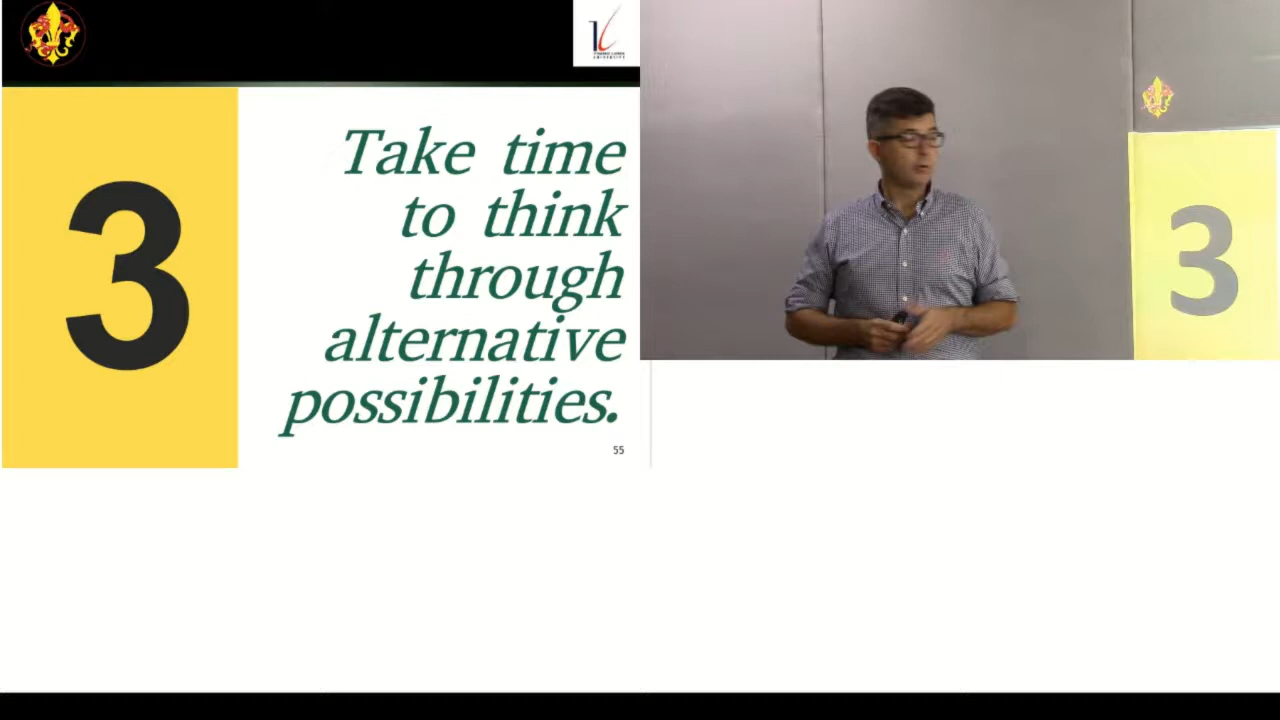 3
Take time
to think
through
alternative
possibilities.
55
3